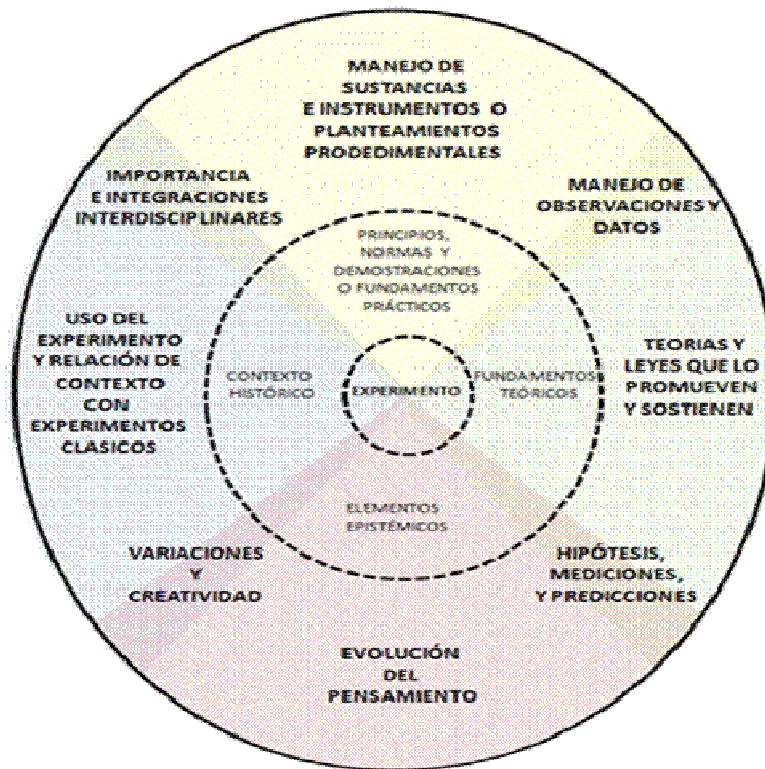 MANEJO DE
SUSTANCIAS
E INSTRUMENTOS O
PLANTEAMIENTOS
PRODEDIMENTALES
IMPORTANCIA
E INTEGRACIONES
INTERDISCIPLINARES
MANEJO DE
OBSERVACIONES Y
DATOS
PRINCIPIOS,
NORMAS Y
DEMOSTRACIONES
O FUNDAMENTOS
PRÁCTICOS
USO DEL
EXPERIMENTO
Y RELACIÓN DE
CONTEXTO
CON
EXPERIMENTOS
CLASICOS
CONTEXTO
HISTÓRICO
EXPERIMENTO
FUNDAMENTOS
TEÓRICOS
TEORIAS Y
LEYES QUE LO
PROMUEVEN
Y SOSTIENEN
ELEMENTOS
EPISTÉMICOS
VARIACIONES
Y
CREATIVIDAD
HIPÓTESIS,
MEDICIONES,
Y PREDICCIONES
EVOLUCIÓN
DEL
PENSAMIENTO